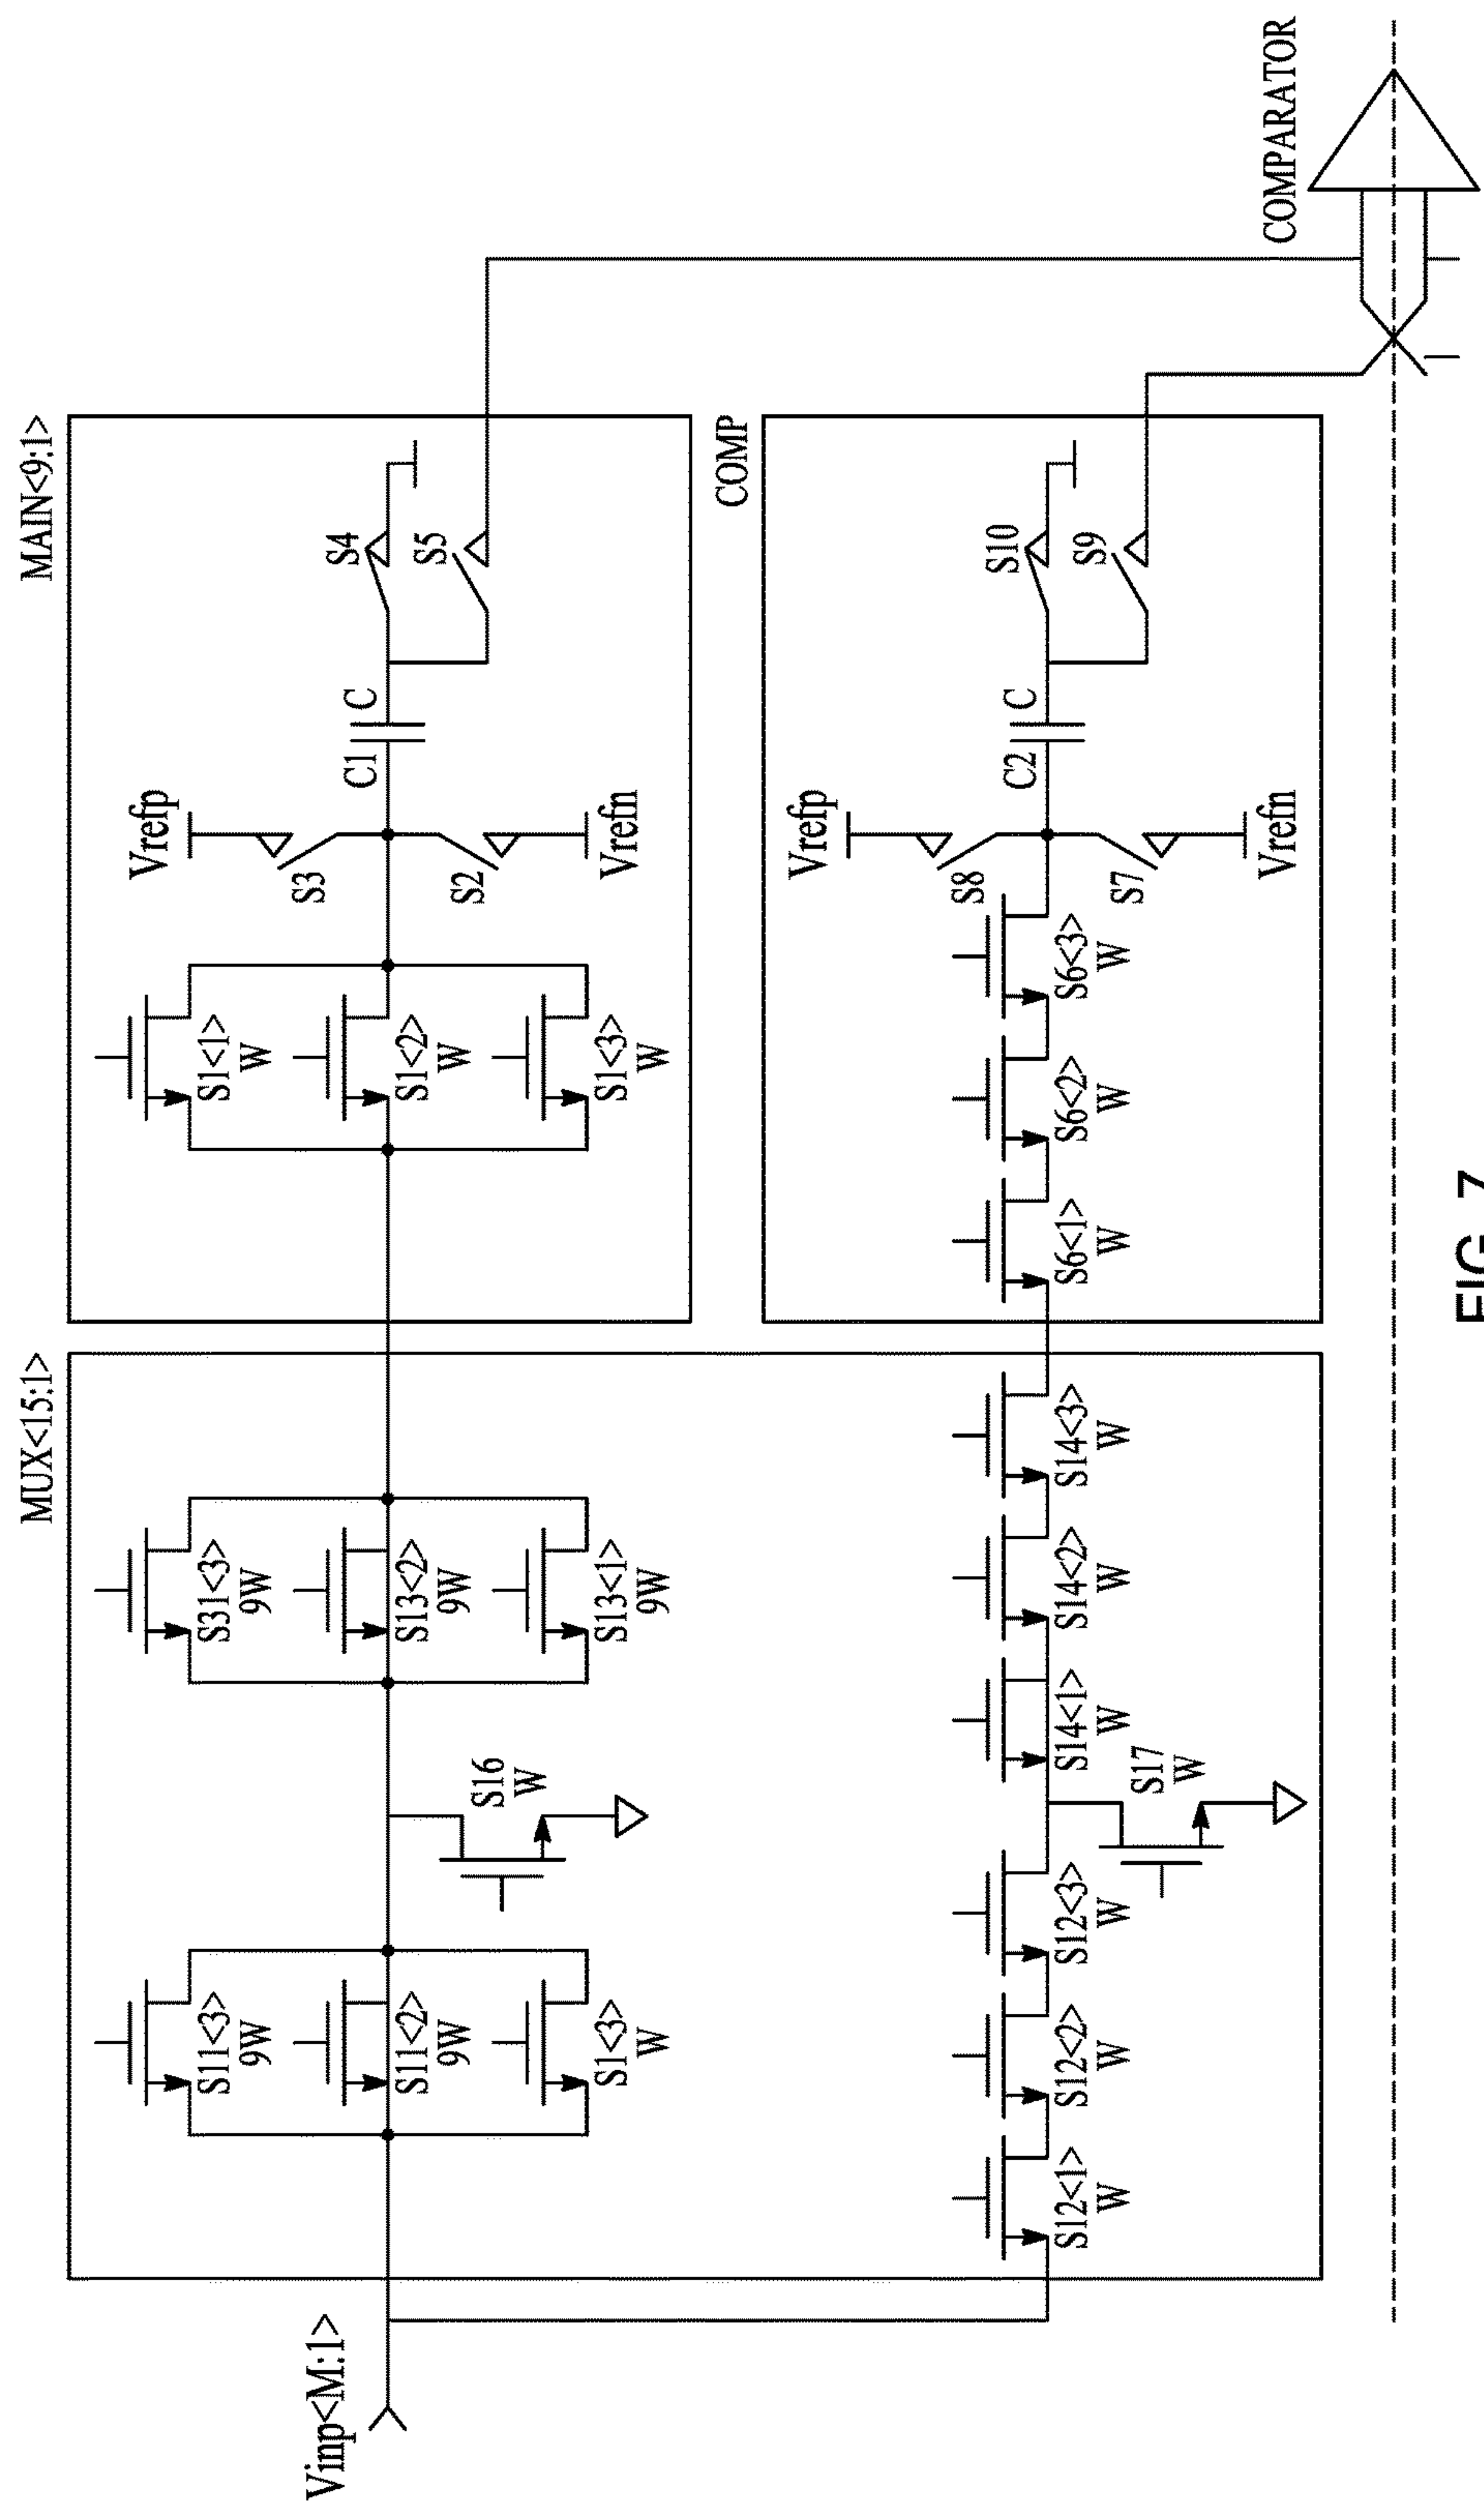 MUX<15:1>
MAIN<9:1>
Vinp<M:1>
S11<3>
9W
S11<2>
9W
S1<3>
W
S16
W
S31<3>
9W
S13<2>
9W
S13<1>
9W
S1<1>
W
S1<2>
W
S1<3>
W
Vrefp
S3
S2
Vrefn
C1
C
S4
S5
COMP
S12<1>
W
S12<2>
W
S12<3>
W
S17
W
S14<1>
W
S14<2>
W
S14<3>
W
S6<1>
W
S6<2>
W
S6<3>
W
Vrefp
S8
S7
Vrefn
C2
C
S10
S9
COMPARATOR
FIG. 7